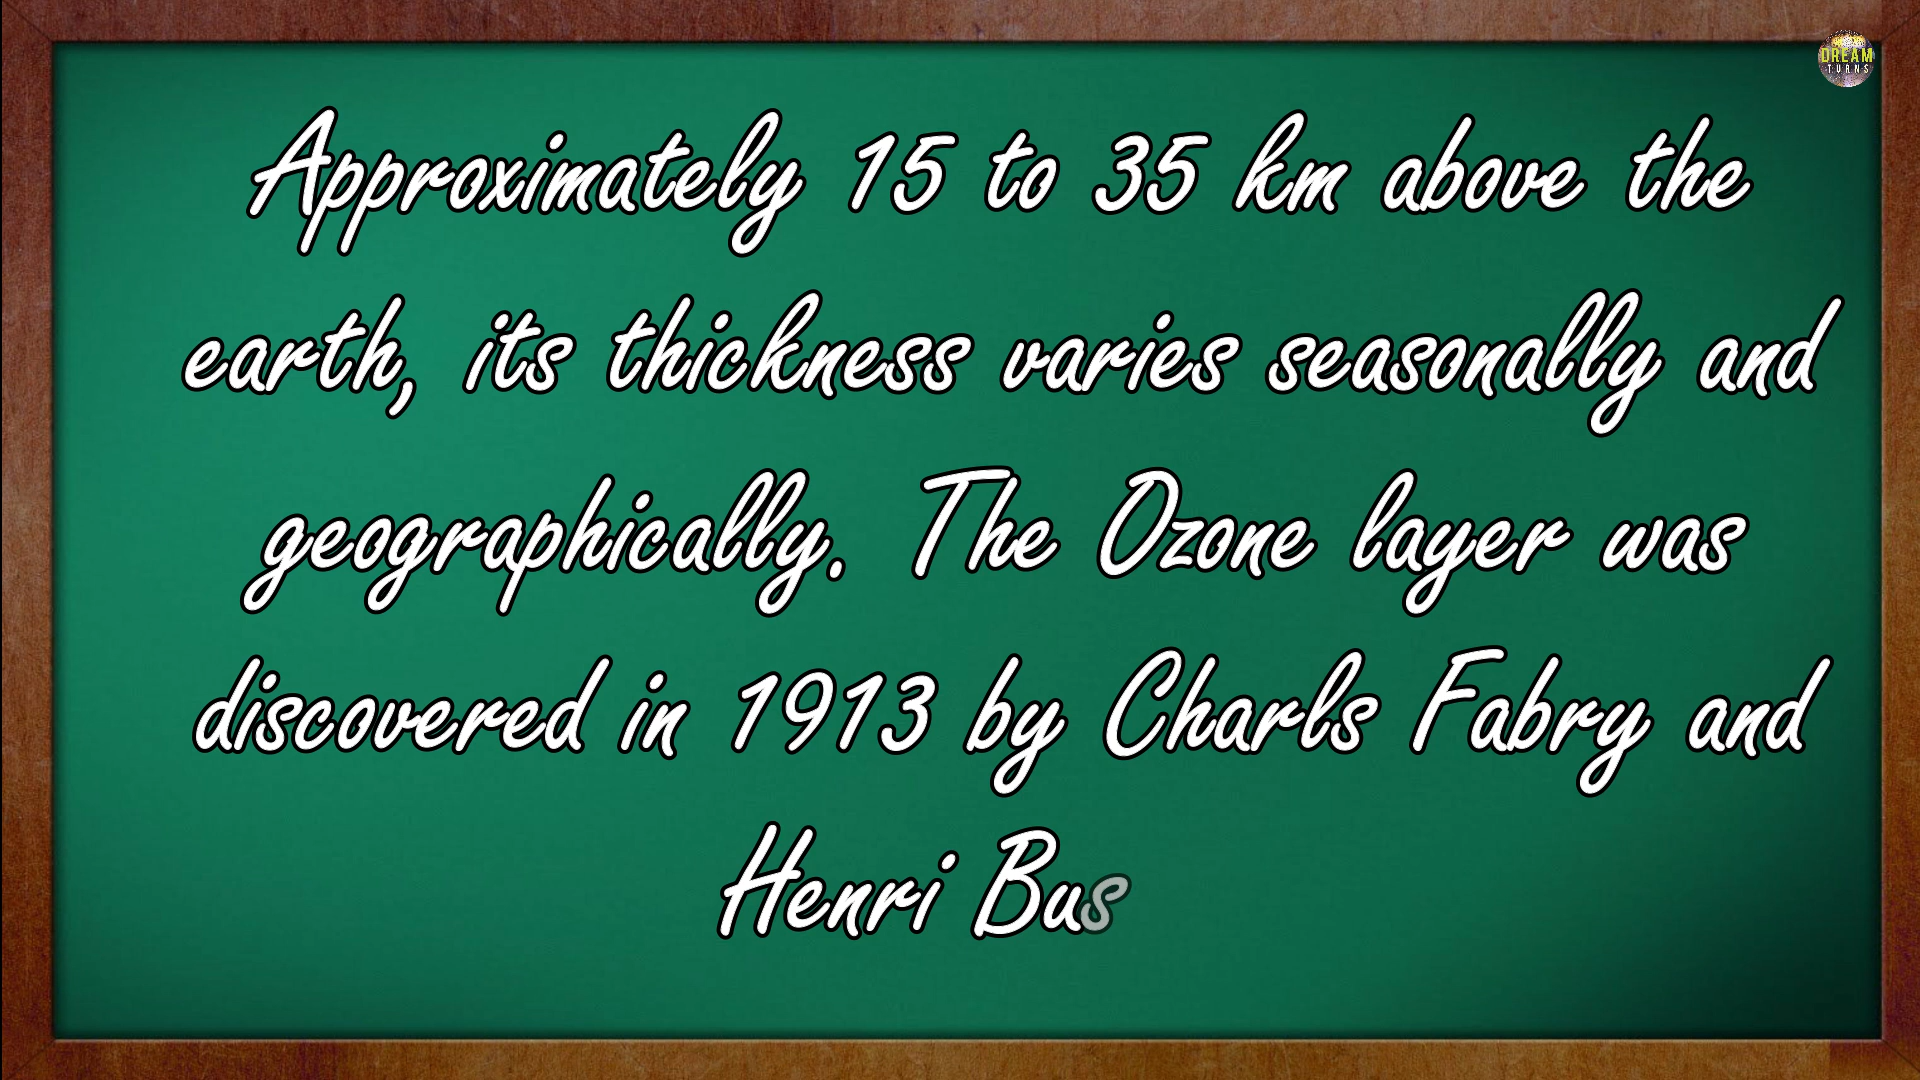 DREAM
TURNS
Approximately 15 to 35 km above the
earth, its thickness varies seasonally and
geographically. The Ozone layer was
discovered in 1913 by Charls Fabry and
Henri Bus